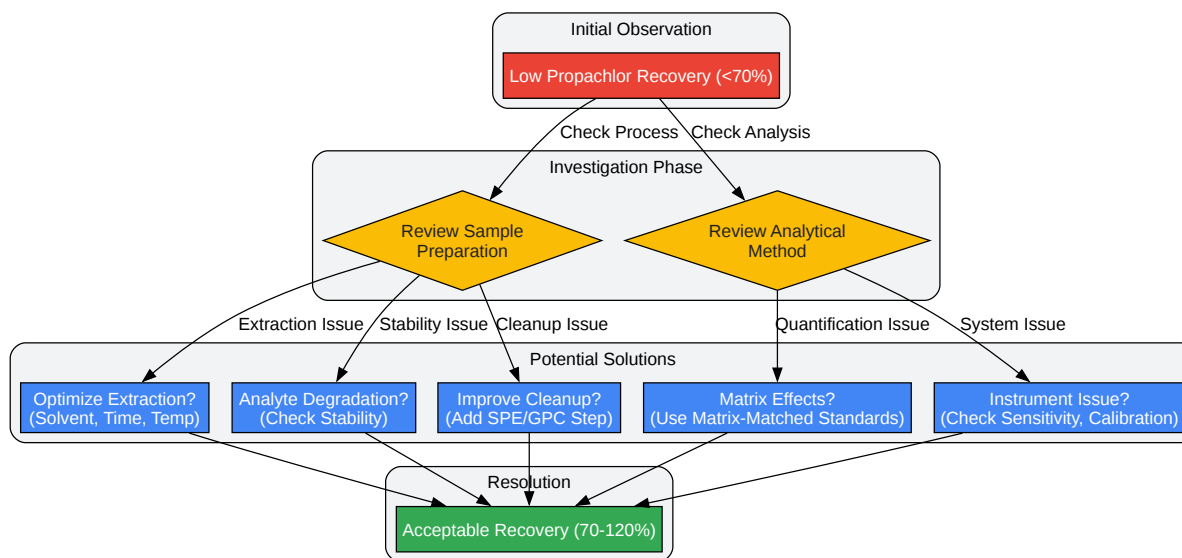 Initial Observation
Low Propachlor Recovery (<70%)
Check Process
Check Analysis
Investigation Phase
Review Sample
Preparation
Review Analytical
Method
Extraction Issue
Stability Issue
Cleanup Issue
Quantification Issue
System Issue
Potential Solutions
Optimize Extraction?
(Solvent, Time, Temp)
Analyte Degradation?
(Check Stability)
Improve Cleanup?
(Add SPE/GPC Step)
Matrix Effects?
(Use Matrix-Matched Standards)
Instrument Issue?
(Check Sensitivity, Calibration)
Resolution
Acceptable Recovery (70-120%)